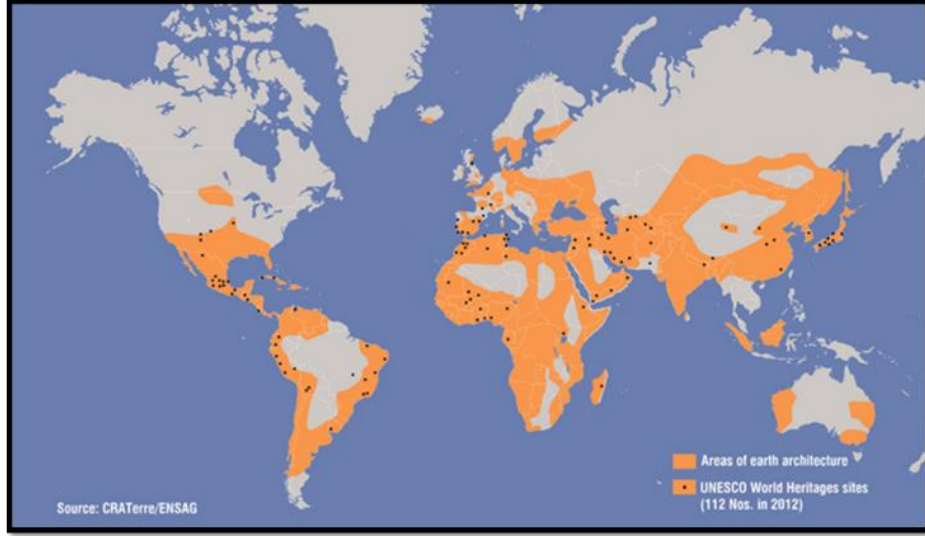 Areas of earth architecture
UNESCO World Heritages sites
(112 Nos. in 2012)
Source: CRATerre/ENSAG